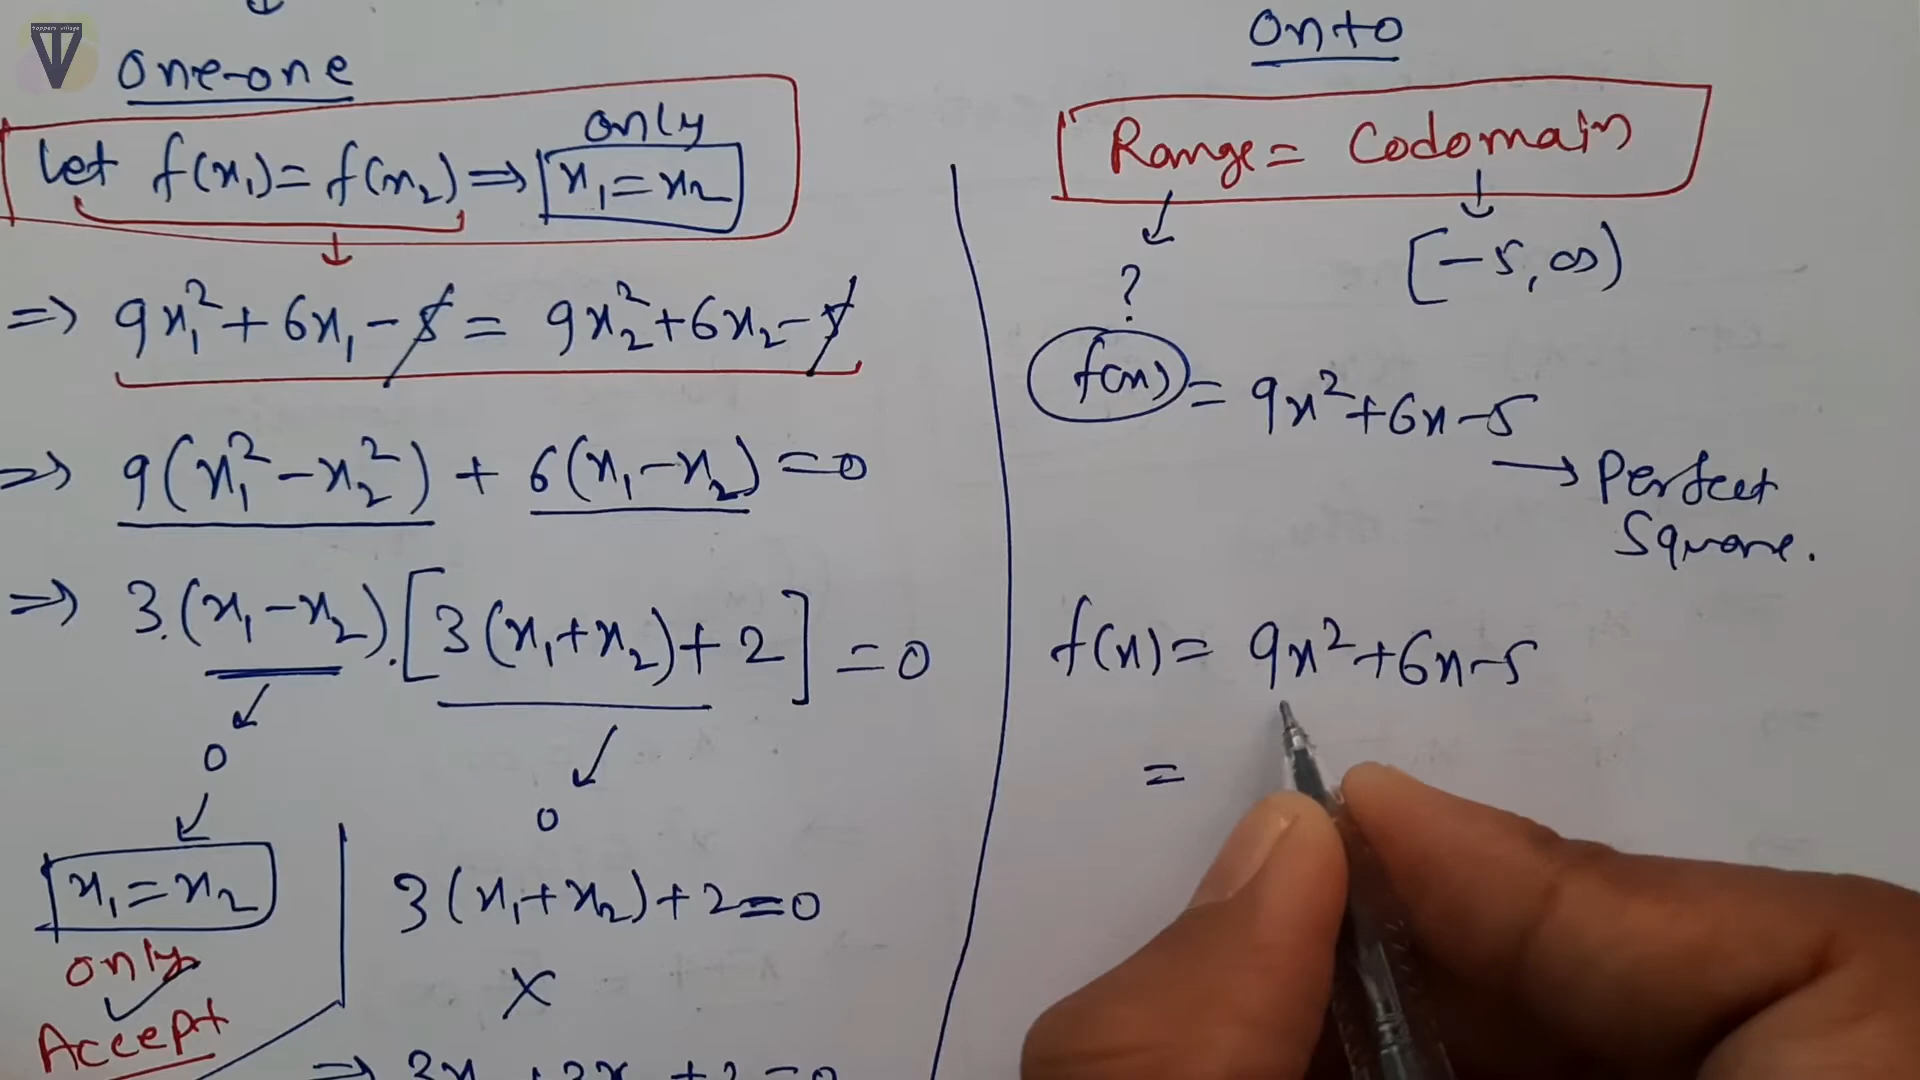 Toppers Village
One-one
only
Let f(x₁) = f(x₂) ⇒ x₁ = x₂
⇒ 9x₁² + 6x₁ - 5 = 9x₂² + 6x₂ - 5
⇒ 9(x₁² - x₂²) + 6(x₁ - x₂) = 0
⇒ 3.(x₁ - x₂).[3(x₁ + x₂) + 2] = 0
0
0
x₁ = x₂
only
✓
Accept
3(x₁ + x₂) + 2 = 0
X
Onto
Range = Codomain
?
[-5, ∞)
f(x) = 9x² + 6x - 5
→ Perfect
Square.
f(x) = 9x² + 6x - 5
=